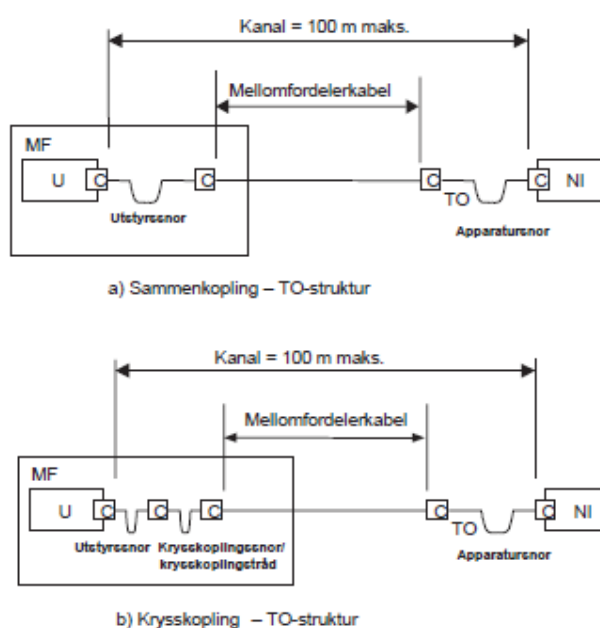 Kanal = 100 m maks.
Mellomfordelerkabel
MF
U C C C C NI
TO
Utstyrssnor
Apparatursnor
a) Sammenkopling – TO-struktur
Kanal = 100 m maks.
Mellomfordelerkabel
MF
U C C C C C NI
TO
Utstyrssnor Krysskoplingssnor/
krysskoplingstråd
Apparatursnor
b) Krysskopling – TO-struktur